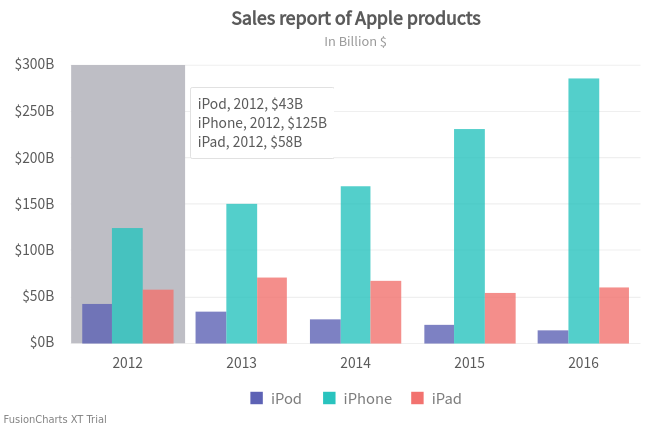 Sales report of Apple products
In Billion $
$300B
$250B
$200B
$150B
$100B
$50B
$0B
iPod, 2012, $43B
iPhone, 2012, $125B
iPad, 2012, $58B
2012 2013 2014 2015 2016
iPod iPhone iPad
FusionCharts XT Trial